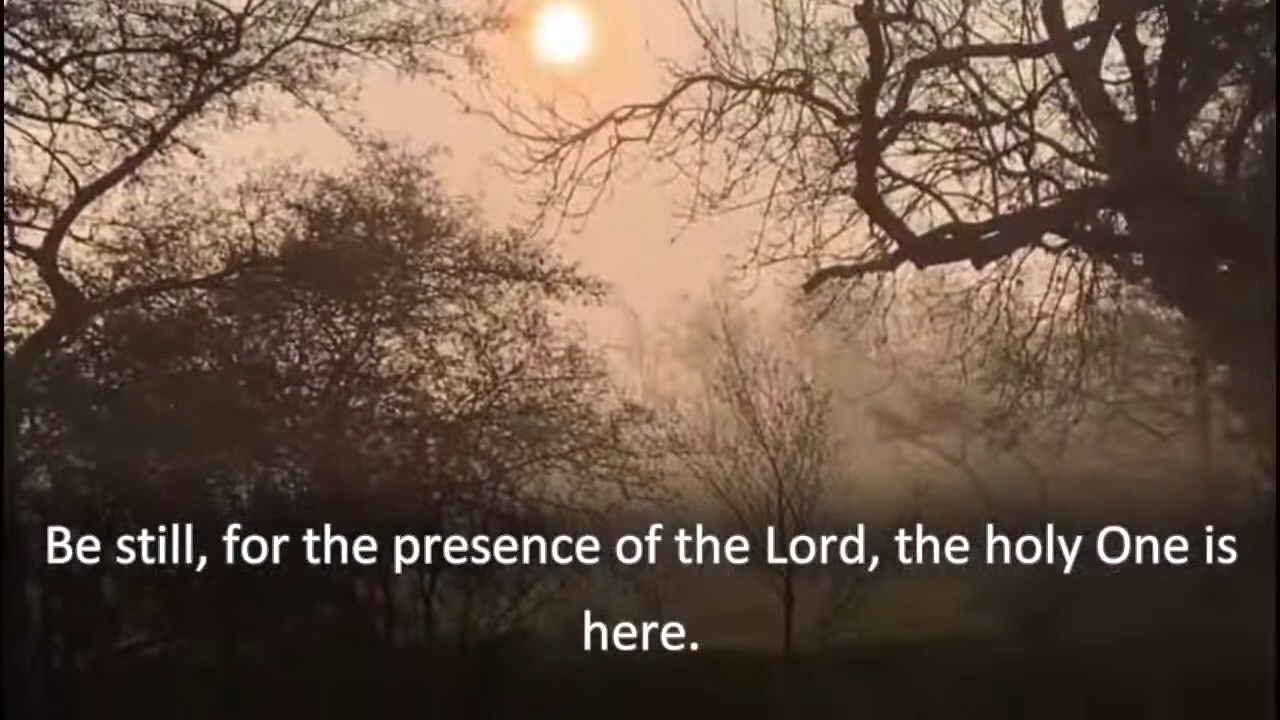 Be still, for the presence of the Lord, the holy One is
here.